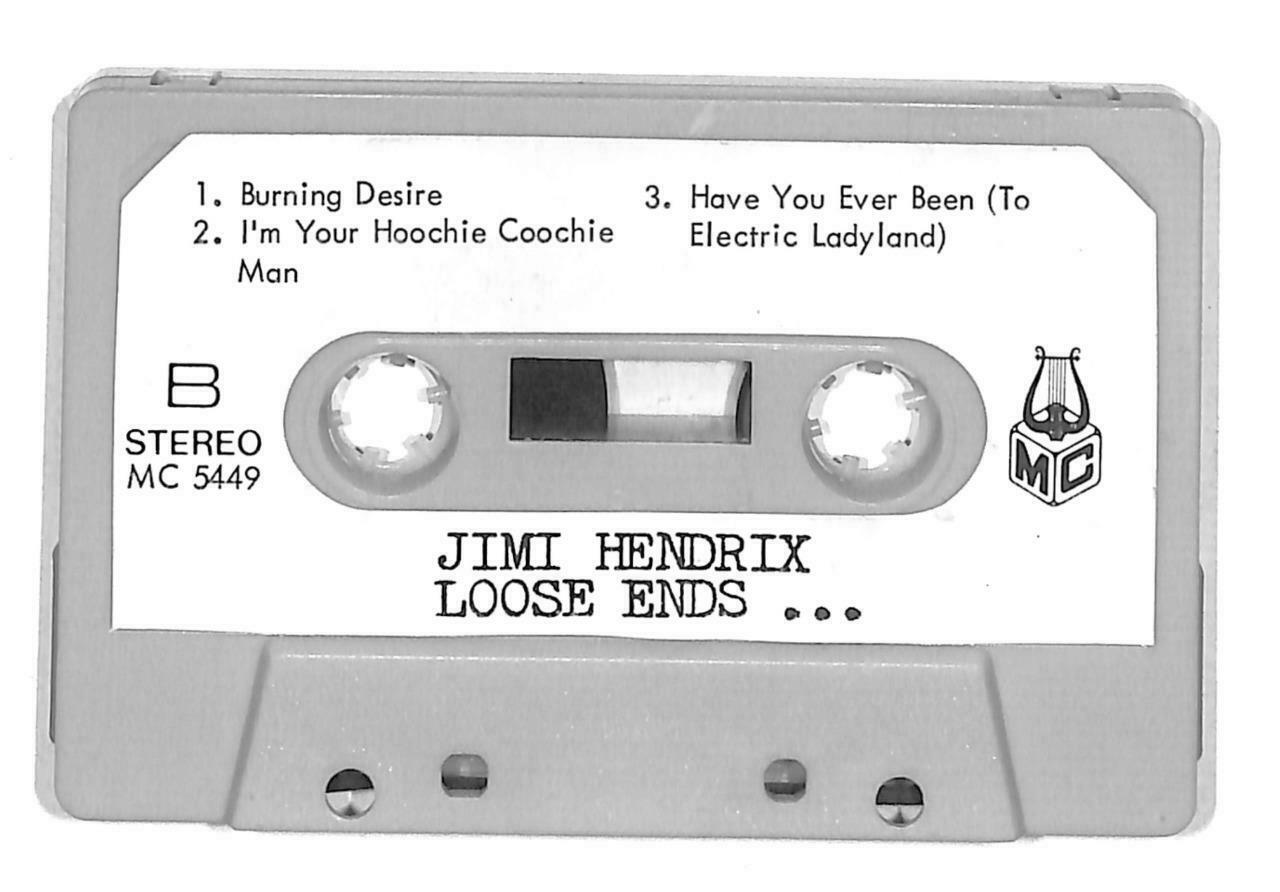 1. Burning Desire
2. I'm Your Hoochie Coochie
Man
3. Have You Ever Been (To
Electric Ladyland)
B
STEREO
MC 5449
MC
JIMI HENDRIX
LOOSE ENDS ...